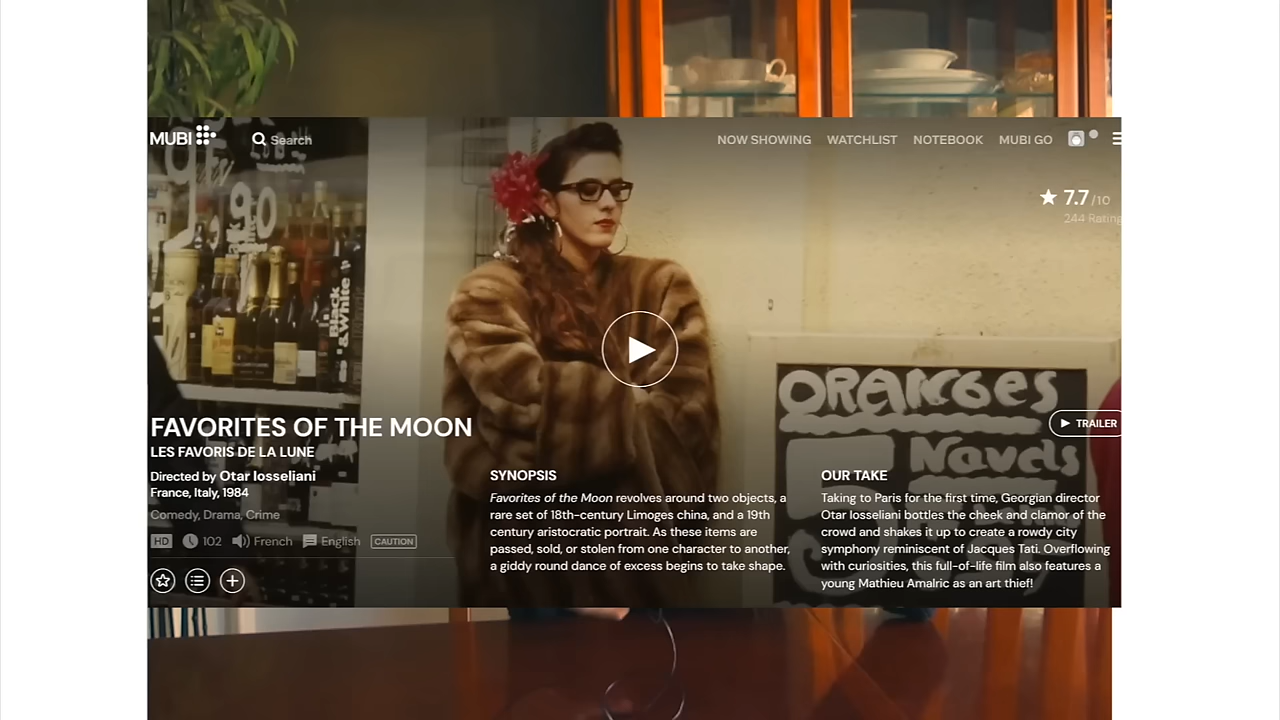 MUBI
Search
NOW SHOWING WATCHLIST NOTEBOOK MUBI GO
7.7/10
244 Rating
90
Black
& White
ORANGES
Navels
TRAILER
FAVORITES OF THE MOON
LES FAVORIS DE LA LUNE
Directed by Otar Iosseliani
France, Italy, 1984
Comedy, Drama, Crime
HD 102 French English CAUTION
SYNOPSIS
Favorites of the Moon revolves around two objects, a
rare set of 18th-century Limoges china, and a 19th
century aristocratic portrait. As these items are
passed, sold, or stolen from one character to another,
a giddy round dance of excess begins to take shape.
OUR TAKE
Taking to Paris for the first time, Georgian director
Otar Iosseliani bottles the cheek and clamor of the
crowd and shakes it up to create a rowdy city
symphony reminiscent of Jacques Tati. Overflowing
with curiosities, this full-of-life film also features a
young Mathieu Amalric as an art thief!